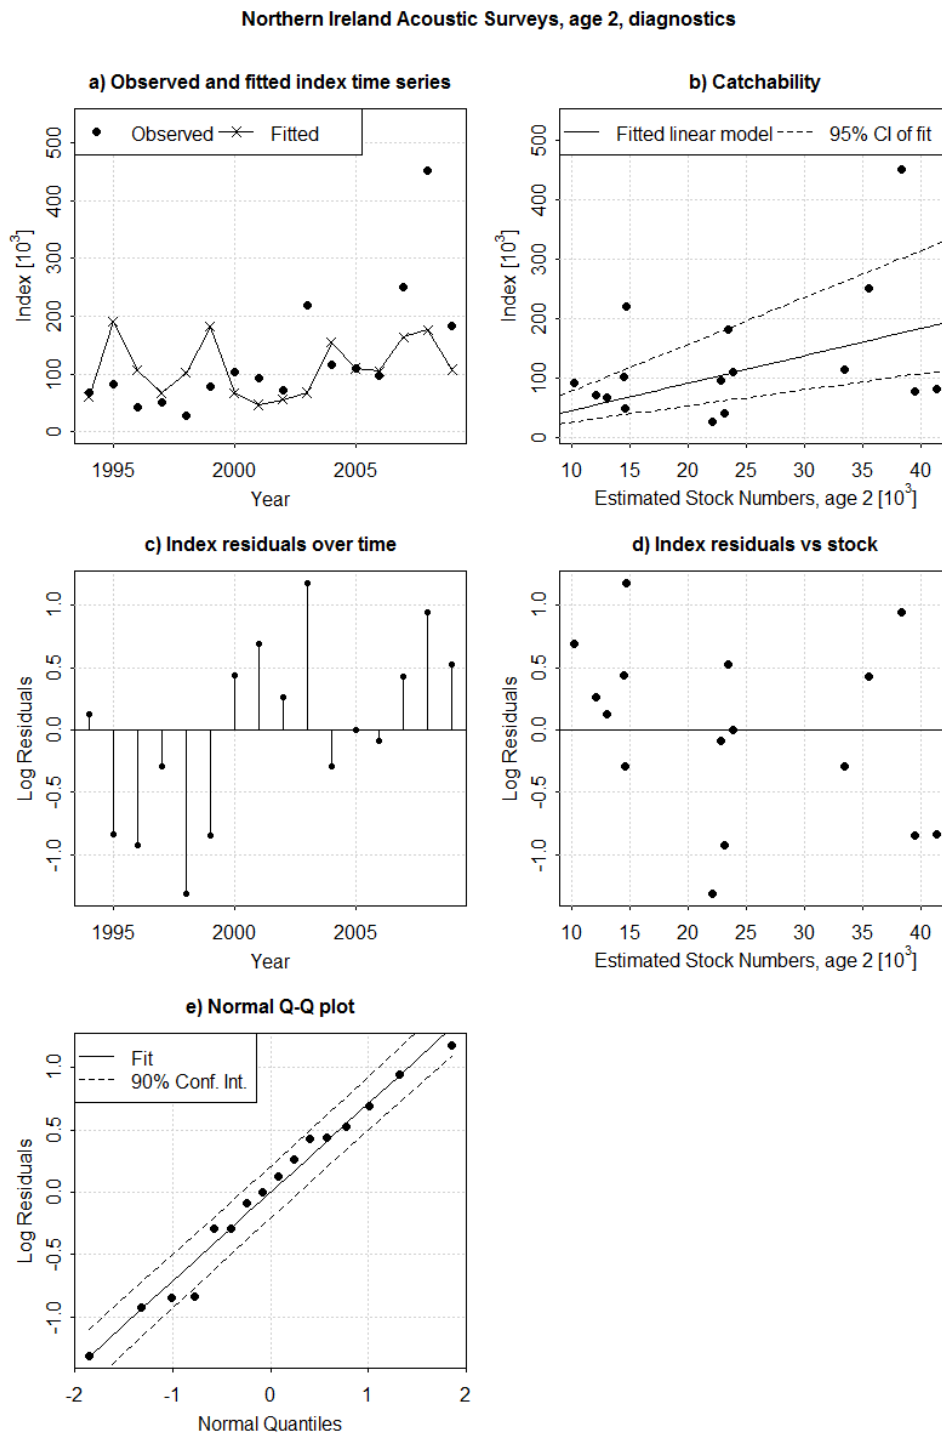 Northern Ireland Acoustic Surveys, age 2, diagnostics
a) Observed and fitted index time series
Observed Fitted
0 100 200 300 400 500
Index [10³]
1995 2000 2005
Year
b) Catchability
Fitted linear model 95% CI of fit
0 100 200 300 400 500
Index [10³]
10 15 20 25 30 35 40
Estimated Stock Numbers, age 2 [10³]
c) Index residuals over time
-1.0 -0.5 0.0 0.5 1.0
Log Residuals
1995 2000 2005
Year
d) Index residuals vs stock
-1.0 -0.5 0.0 0.5 1.0
Log Residuals
10 15 20 25 30 35 40
Estimated Stock Numbers, age 2 [10³]
e) Normal Q-Q plot
Fit
90% Conf. Int.
-1.0 -0.5 0.0 0.5 1.0
Log Residuals
-2 -1 0 1 2
Normal Quantiles